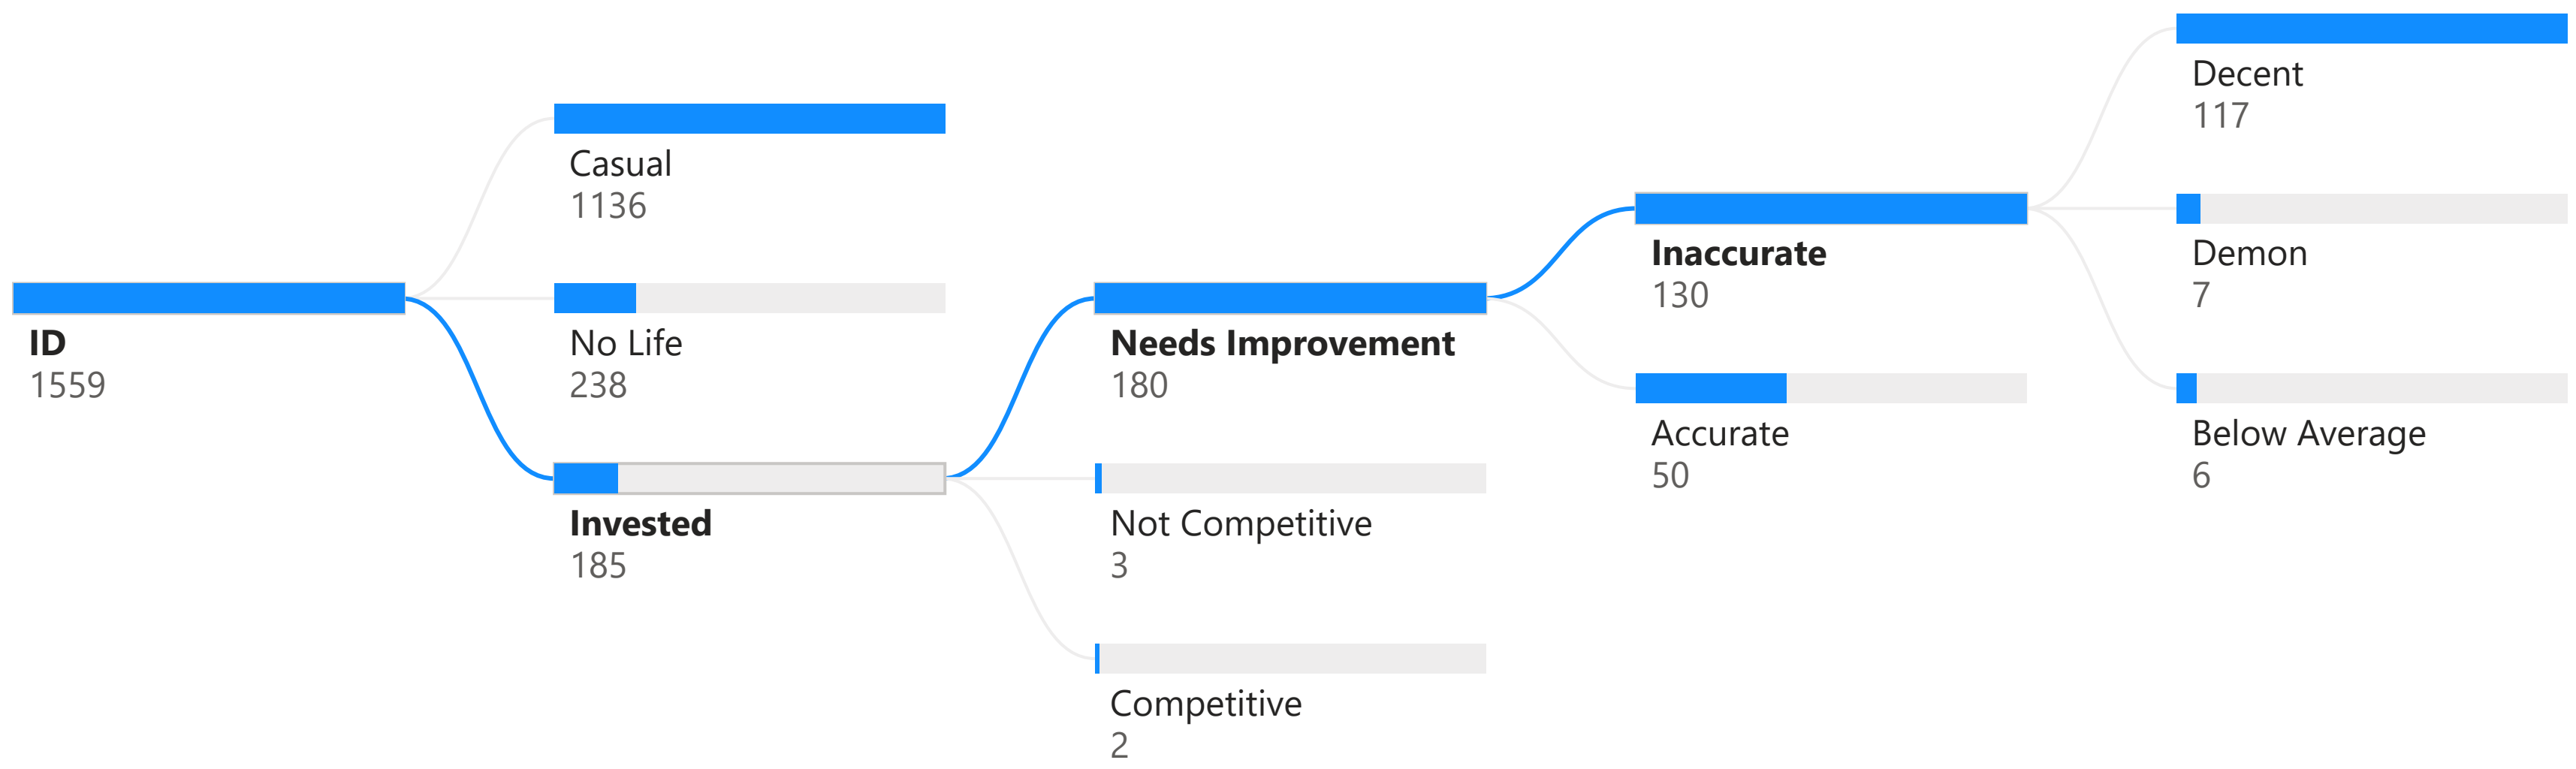 ID
1559
Casual
1136
No Life
238
Invested
185
Needs Improvement
180
Not Competitive
3
Competitive
2
Inaccurate
130
Accurate
50
Decent
117
Demon
7
Below Average
6